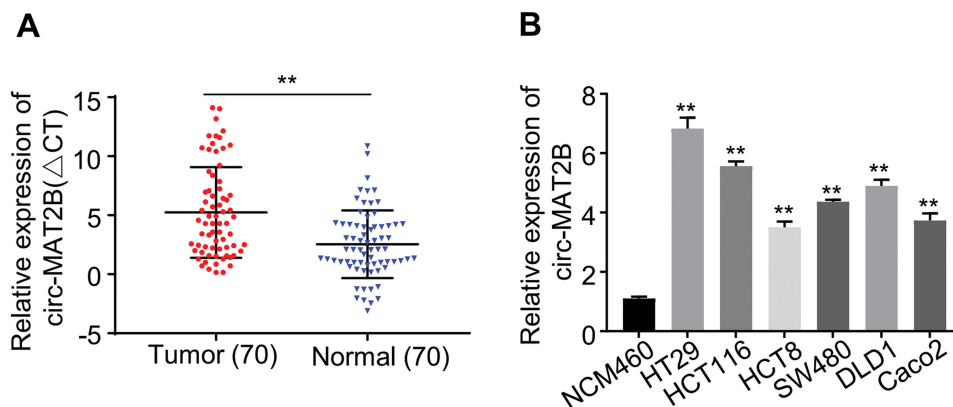 A
Relative expression of
circ-MAT2B(△CT)
15
10
5
0
-5
**
Tumor (70)
Normal (70)
B
Relative expression of
circ-MAT2B
8
6
4
2
0
**
**
**
**
**
**
NCM460
HT29
HCT116
HCT8
SW480
DLD1
Caco2